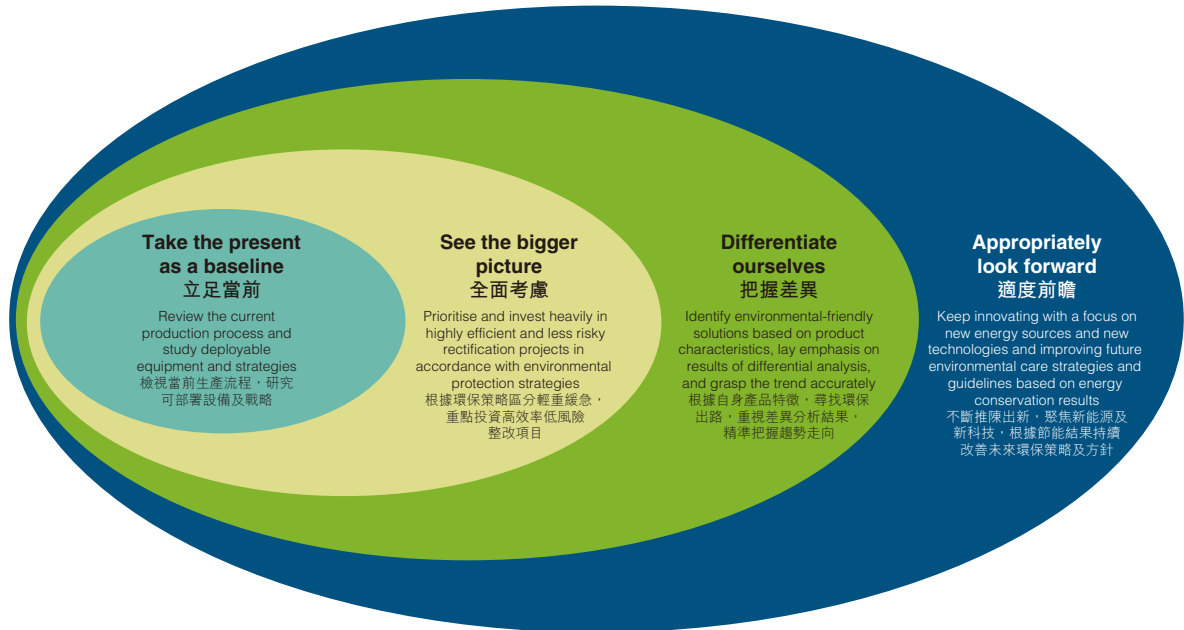 Take the present
as a baseline
立足當前
Review the current
production process and
study deployable
equipment and strategies
檢視當前生產流程，研究
可部署設備及戰略
See the bigger
picture
全面考慮
Prioritise and invest heavily in
highly efficient and less risky
rectification projects in
accordance with environmental
protection strategies
根據環保策略區分輕重緩急，
重點投資高效率低風險
整改項目
Differentiate
ourselves
把握差異
Identify environmental-friendly
solutions based on product
characteristics, lay emphasis on
results of differential analysis,
and grasp the trend accurately
根據自身產品特徵，尋找環保
出路，重視差異分析結果，
精準把握趨勢走向
Appropriately
look forward
適度前瞻
Keep innovating with a focus on
new energy sources and new
technologies and improving future
environmental care strategies and
guidelines based on energy
conservation results
不斷推陳出新，聚焦新能源及
新科技，根據節能結果持續
改善未來環保策略及方針